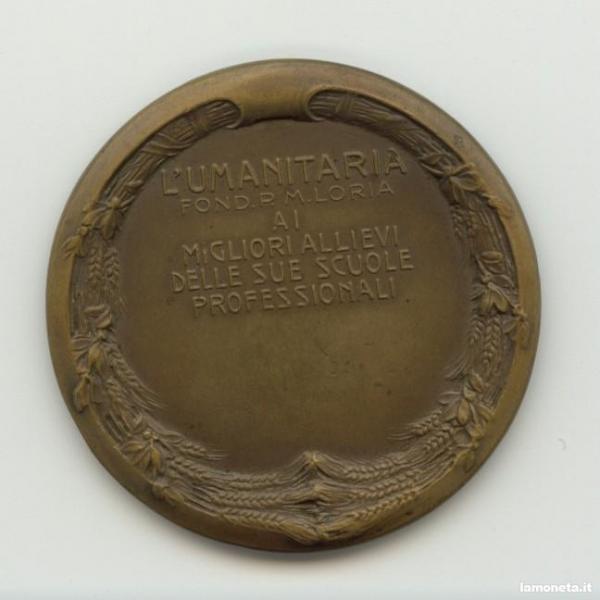 L'UMANITARIA
FOND. P. M. LORIA
AI
MiGLIORI ALLIEVI
DELLE SUE SCUOLE
PROFESSIONALI
lamoneta.it